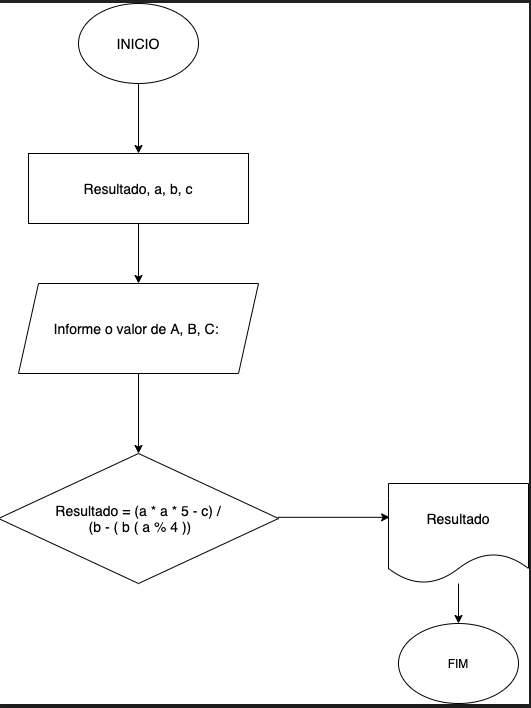 INICIO
Resultado, a, b, c
Informe o valor de A, B, C:
Resultado = (a * a * 5 - c) /
(b - ( b ( a % 4 ))
Resultado
FIM